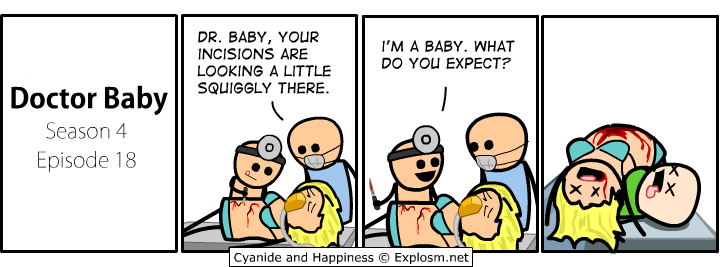 Doctor Baby
Season 4
Episode 18
DR. BABY, YOUR
INCISIONS ARE
LOOKING A LITTLE
SQUIGGLY THERE.
I'M A BABY. WHAT
DO YOU EXPECT?
Cyanide and Happiness © Explosm.net